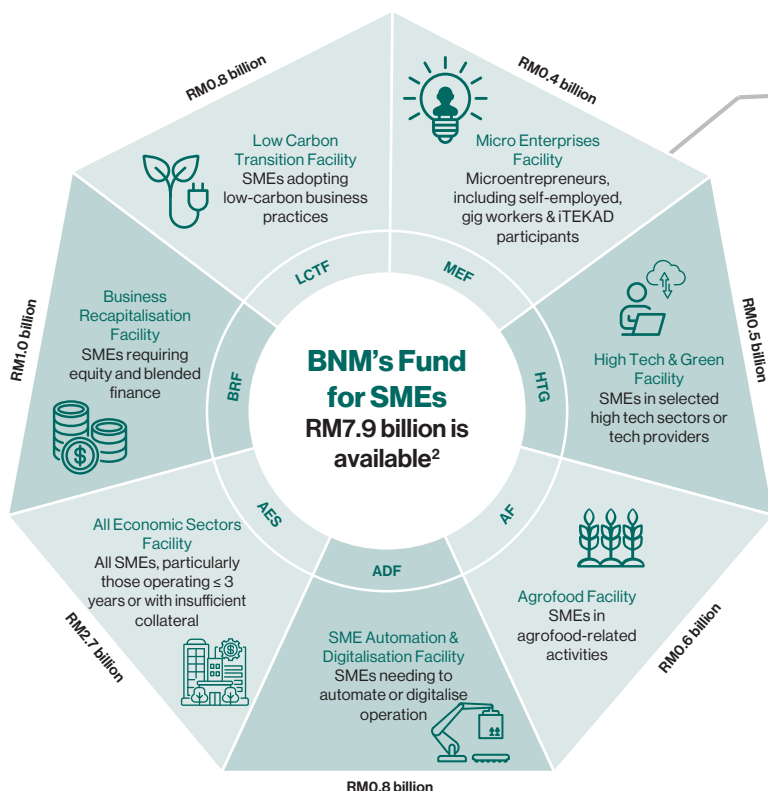 BNM's Fund
for SMEs
RM7.9 billion is
available²
RM0.4 billion
Micro Enterprises
Facility
Microentrepreneurs,
including self-employed,
gig workers & iTEKAD
participants
MEF
RM0.5 billion
High Tech & Green
Facility
SMEs in selected
high tech sectors or
tech providers
HTG
RM0.6 billion
Agrofood Facility
SMEs in
agrofood-related
activities
AF
RM0.8 billion
SME Automation &
Digitalisation Facility
SMEs needing to
automate or digitalise
operation
ADF
RM2.7 billion
All Economic Sectors
Facility
All SMEs, particularly
those operating ≤ 3
years or with insufficient
collateral
AES
RM1.0 billion
Business
Recapitalisation
Facility
SMEs requiring
equity and blended
finance
BRF
RM0.8 billion
Low Carbon
Transition Facility
SMEs adopting
low-carbon business
practices
LCTF
$
$